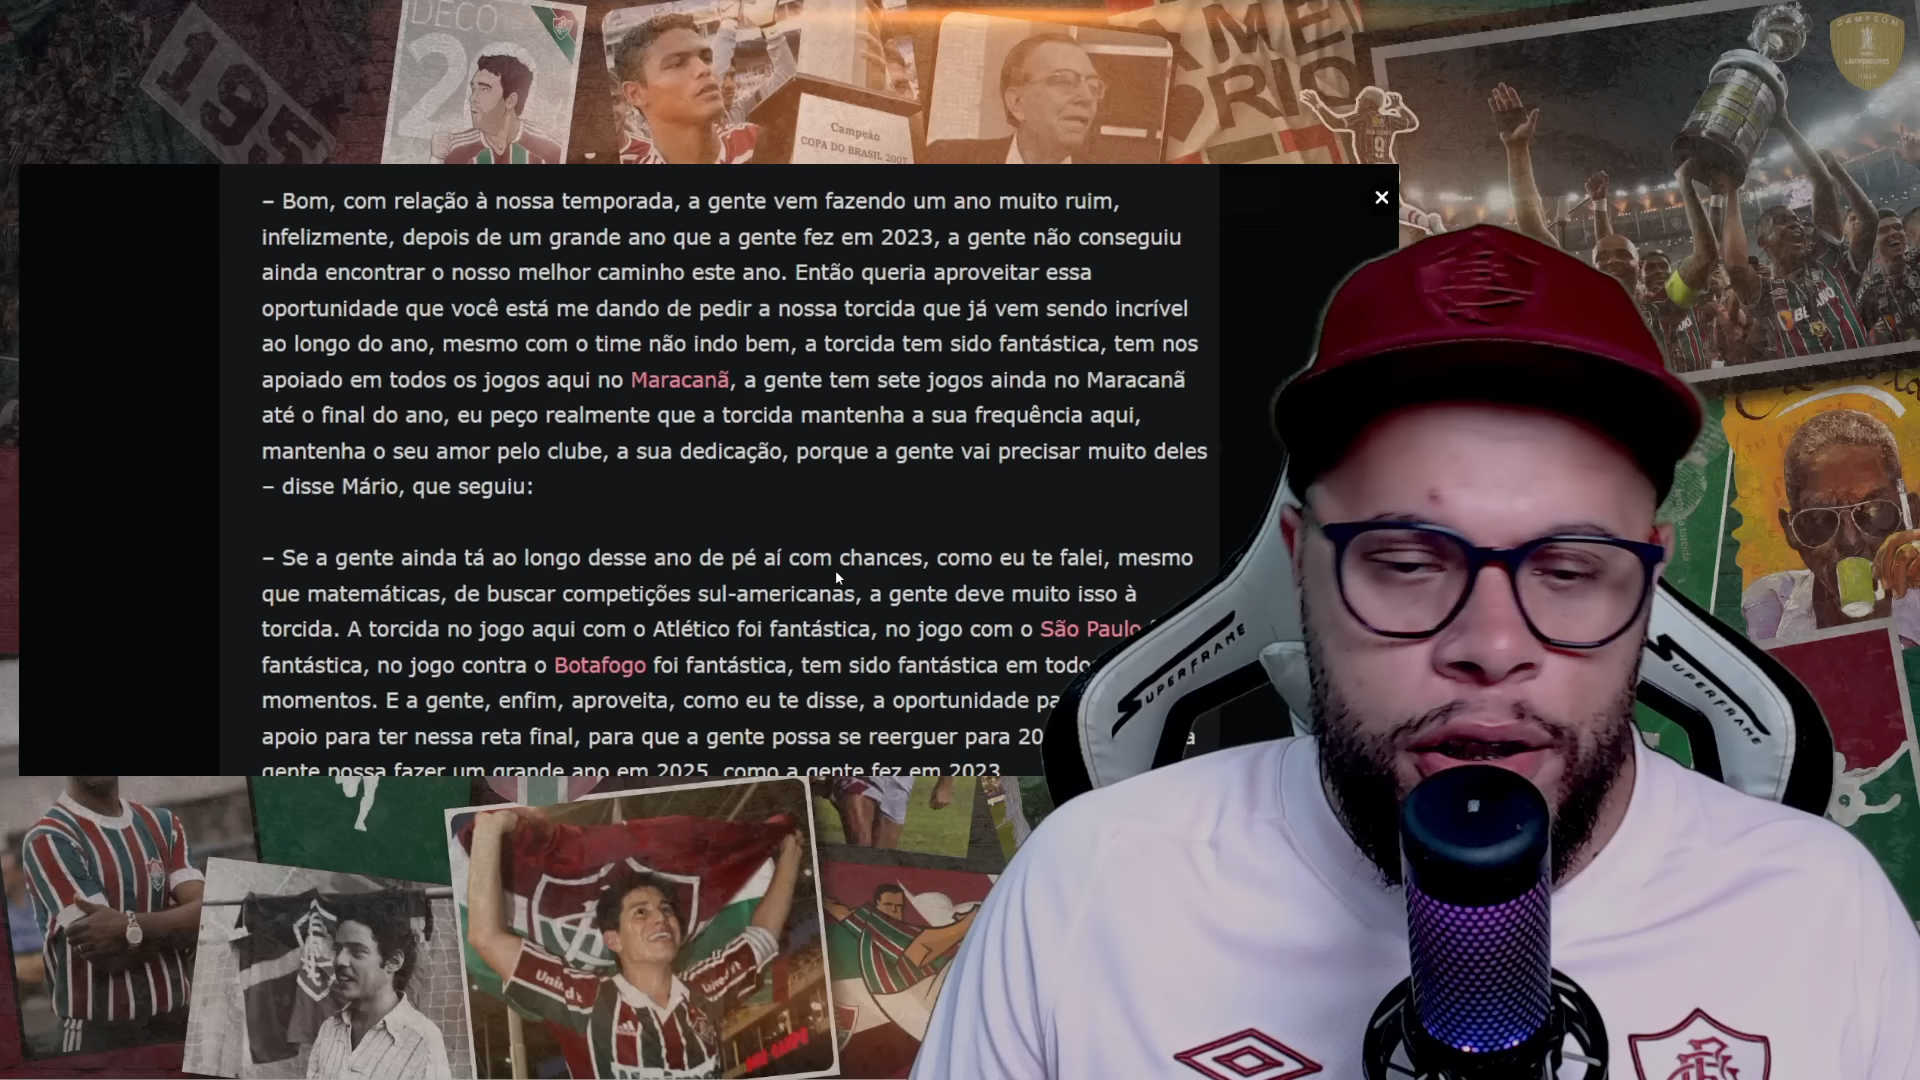 DECO
20
195
Campeão
COPA DO BRASIL 2007
AME
RIO
CAMPEÓN
LIBERTADORES
– Bom, com relação à nossa temporada, a gente vem fazendo um ano muito ruim,
infelizmente, depois de um grande ano que a gente fez em 2023, a gente não conseguiu
ainda encontrar o nosso melhor caminho este ano. Então queria aproveitar essa
oportunidade que você está me dando de pedir a nossa torcida que já vem sendo incrível
ao longo do ano, mesmo com o time não indo bem, a torcida tem sido fantástica, tem nos
apoiado em todos os jogos aqui no Maracanã, a gente tem sete jogos ainda no Maracanã
até o final do ano, eu peço realmente que a torcida mantenha a sua frequência aqui,
mantenha o seu amor pelo clube, a sua dedicação, porque a gente vai precisar muito deles
– disse Mário, que seguiu:
– Se a gente ainda tá ao longo desse ano de pé aí com chances, como eu te falei, mesmo
que matemáticas, de buscar competições sul-americanas, a gente deve muito isso à
torcida. A torcida no jogo aqui com o Atlético foi fantástica, no jogo com o São Paulo
fantástica, no jogo contra o Botafogo foi fantástica, tem sido fantástica em
momentos. E a gente, enfim, aproveita, como eu te disse, a oportunidade
apoio para ter nessa reta final, para que a gente possa se reerguer para a
gente possa fazer um grande ano em 2025, como a gente fez em 2023
SUPERFRAME
SUPERFRAME